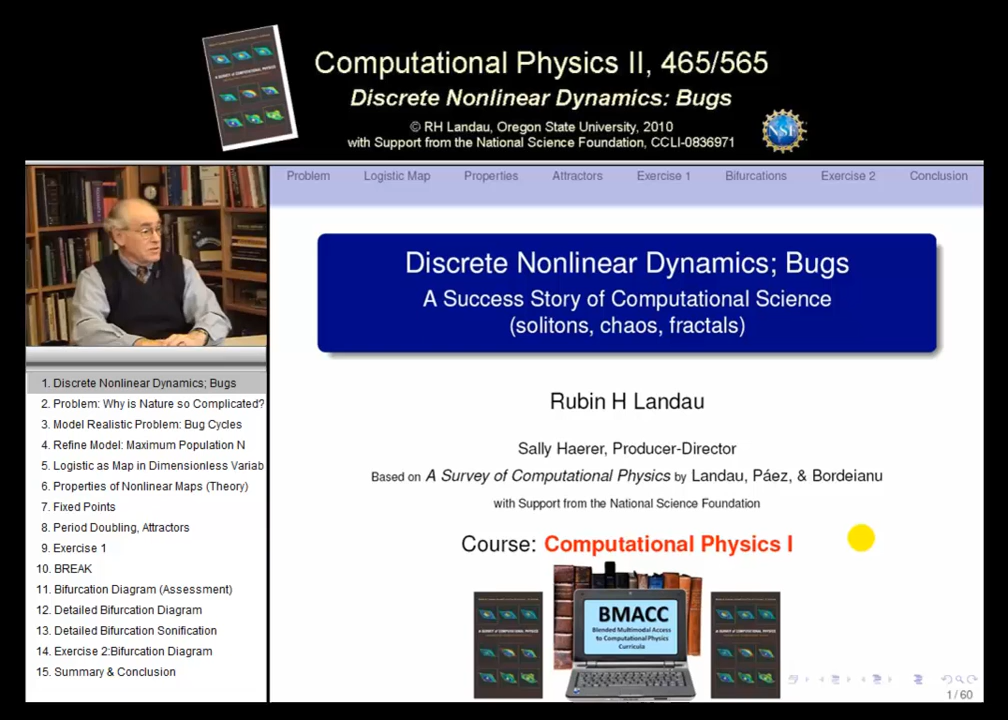 Computational Physics II, 465/565
Discrete Nonlinear Dynamics: Bugs
© RH Landau, Oregon State University, 2010
with Support from the National Science Foundation, CCLI-0836971
NSF
Problem Logistic Map Properties Attractors Exercise 1 Bifurcations Exercise 2 Conclusion
Discrete Nonlinear Dynamics; Bugs
A Success Story of Computational Science
(solitons, chaos, fractals)
Rubin H Landau
Sally Haerer, Producer-Director
Based on A Survey of Computational Physics by Landau, Páez, & Bordeianu
with Support from the National Science Foundation
Course: Computational Physics I
BMACC
Blended Multimodal Access
to Computational Physics
Curricula
1 / 60
1. Discrete Nonlinear Dynamics; Bugs
2. Problem: Why is Nature so Complicated?
3. Model Realistic Problem: Bug Cycles
4. Refine Model: Maximum Population N
5. Logistic as Map in Dimensionless Variab
6. Properties of Nonlinear Maps (Theory)
7. Fixed Points
8. Period Doubling, Attractors
9. Exercise 1
10. BREAK
11. Bifurcation Diagram (Assessment)
12. Detailed Bifurcation Diagram
13. Detailed Bifurcation Sonification
14. Exercise 2:Bifurcation Diagram
15. Summary & Conclusion